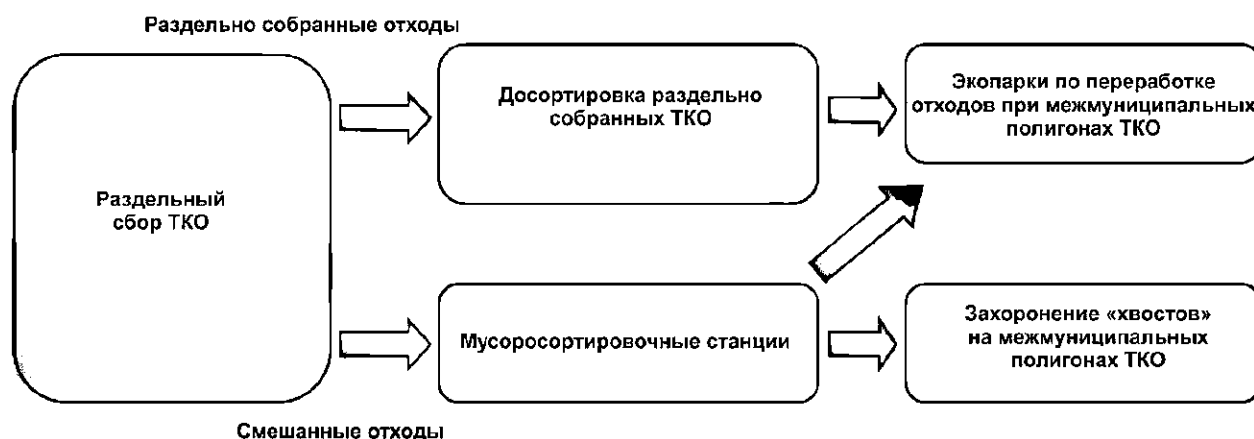 Раздельно собранные отходы
Раздельный
сбор ТКО
Досортировка раздельно
собранных ТКО
Экопарки по переработке
отходов при межмуниципальных
полигонах ТКО
Мусоросортировочные станции
Захоронение «хвостов»
на межмуниципальных
полигонах ТКО
Смешанные отходы